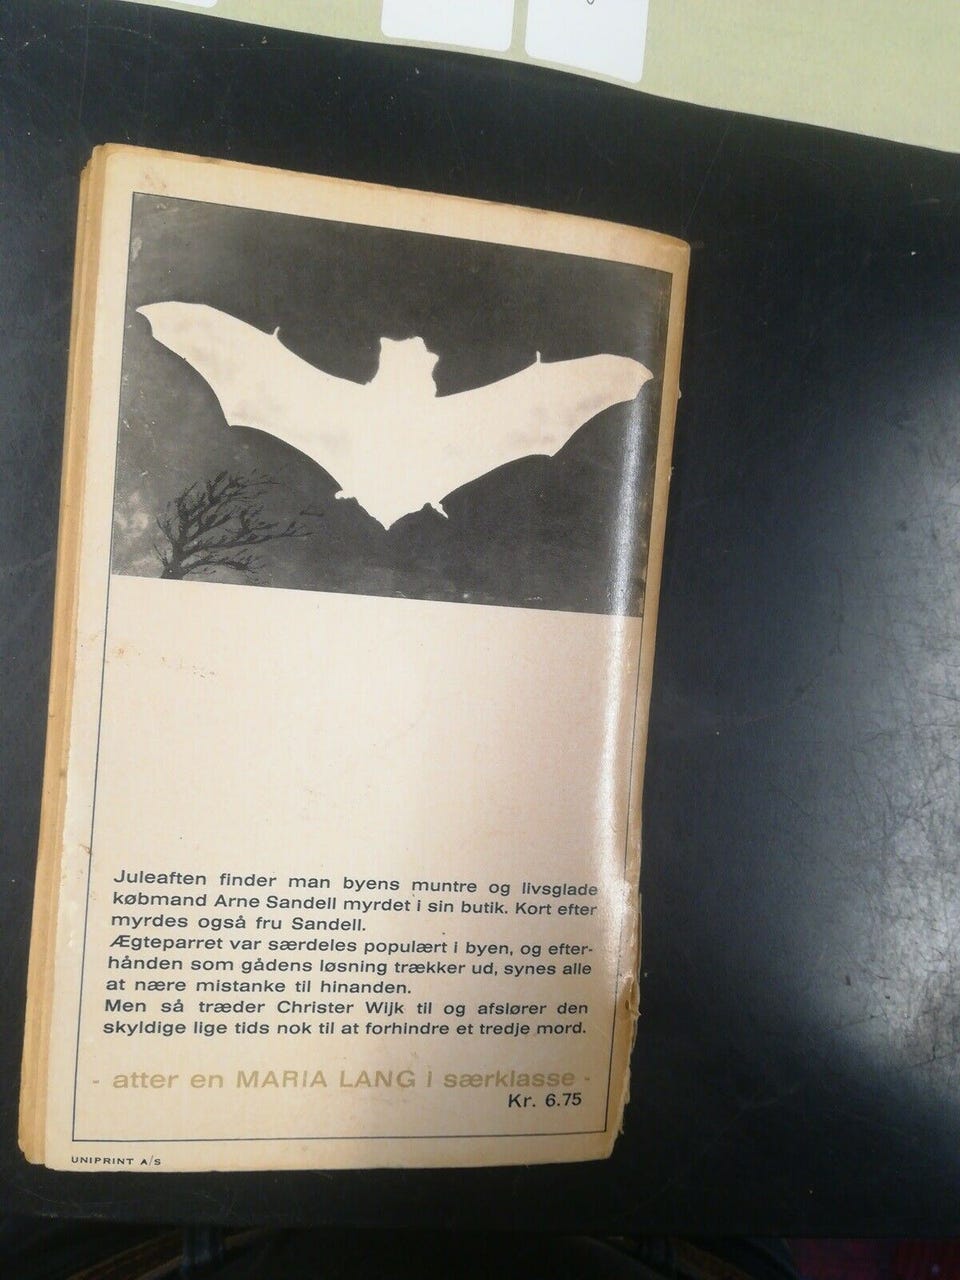 Juleaften finder man byens muntre og livsglade
købmand Arne Sandell myrdet i sin butik. Kort efter
myrdes også fru Sandell.
Ægteparret var særdeles populært i byen, og efter-
hånden som gådens løsning trækker ud, synes alle
at nære mistanke til hinanden.
Men så træder Christer Wijk til og afslører den
skyldige lige tids nok til at forhindre et tredje mord.
- atter en MARIA LANG i særklasse -
Kr. 6.75
UNIPRINT A/S